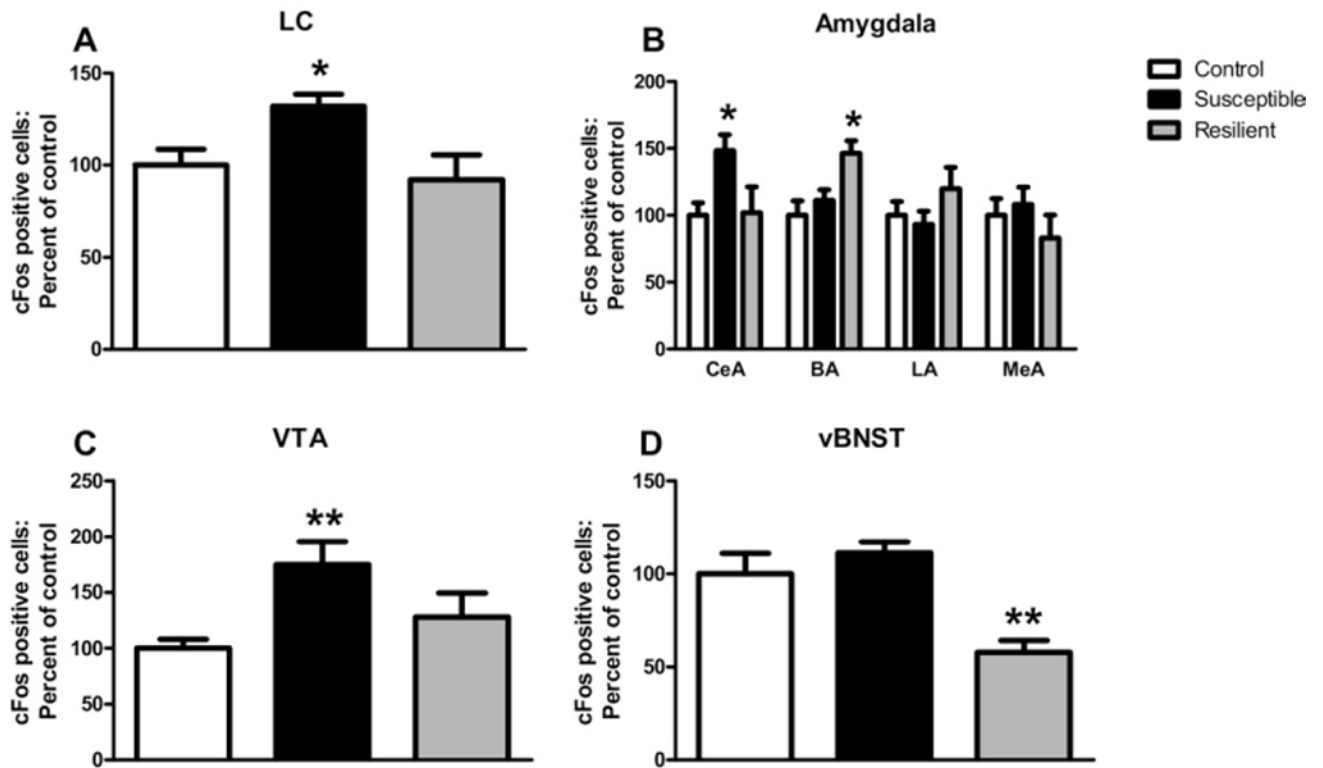 A
LC
*
cFos positive cells:
Percent of control
150
100
50
0
B
Amygdala
* *
cFos positive cells:
Percent of control
200
150
100
50
0
CeA BA LA MeA
Control
Susceptible
Resilient
C
VTA
**
cFos positive cells:
Percent of control
250
200
150
100
50
0
D
vBNST
**
cFos positive cells:
Percent of control
150
100
50
0